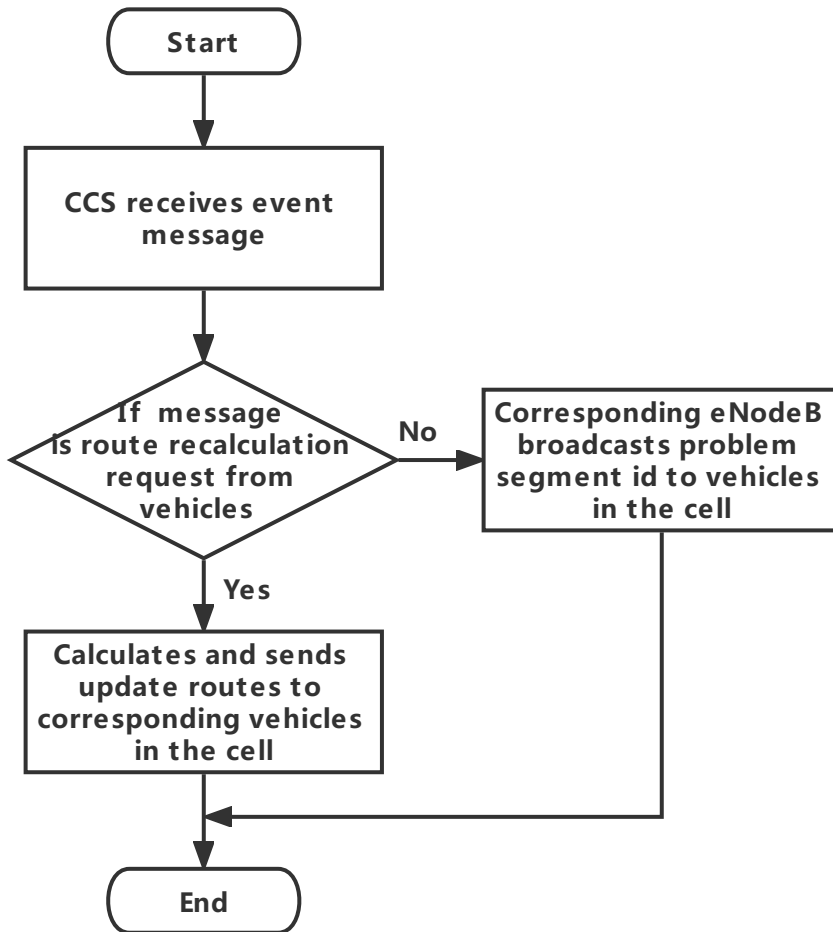 Start
CCS receives event
message
If message
is route recalculation
request from
vehicles
No
Corresponding eNodeB
broadcasts problem
segment id to vehicles
in the cell
Yes
Calculates and sends
update routes to
corresponding vehicles
in the cell
End